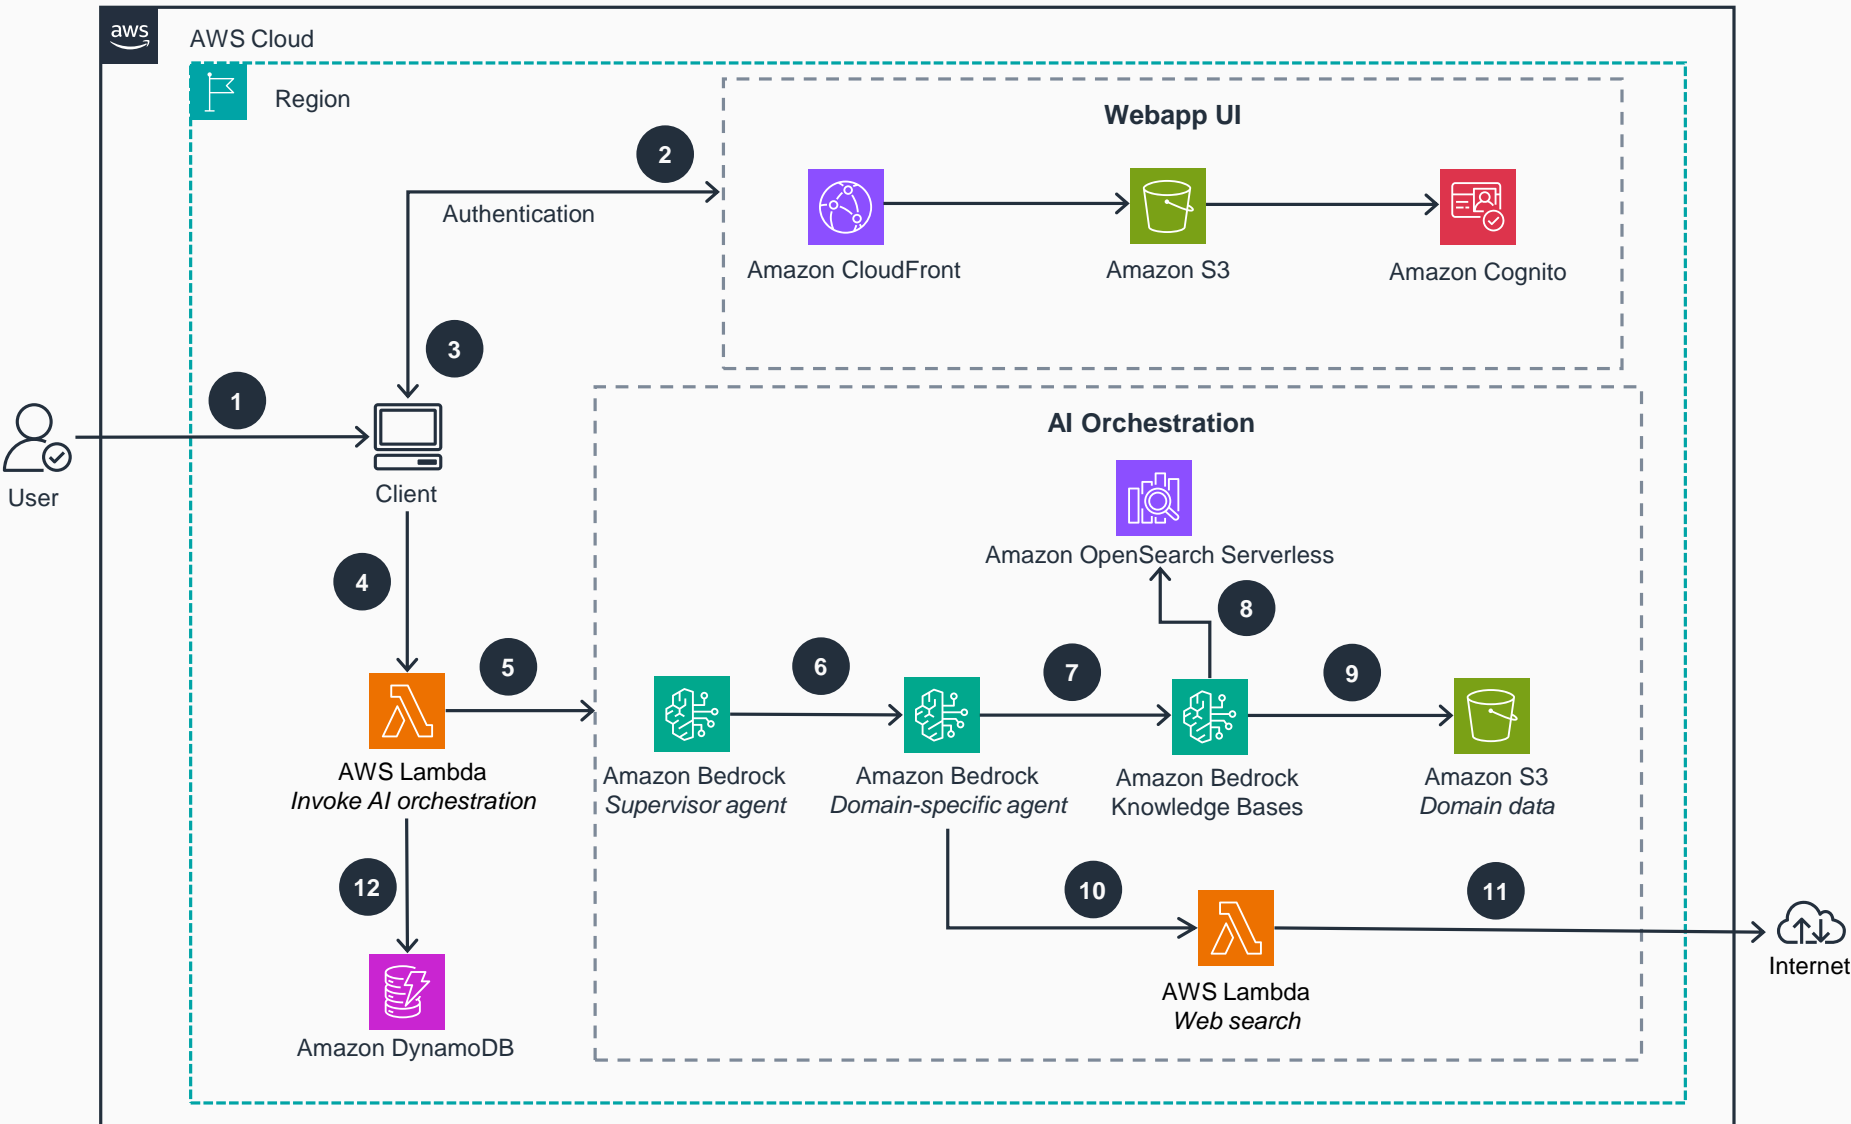 aws
AWS Cloud
Region
Webapp UI
2
Authentication
Amazon CloudFront
Amazon S3
Amazon Cognito
3
1
User
Client
AI Orchestration
Amazon OpenSearch Serverless
4
8
5
6
7
9
AWS Lambda
Invoke AI orchestration
Amazon Bedrock
Supervisor agent
Amazon Bedrock
Domain-specific agent
Amazon Bedrock
Knowledge Bases
Amazon S3
Domain data
12
10
11
Internet
AWS Lambda
Web search
Amazon DynamoDB